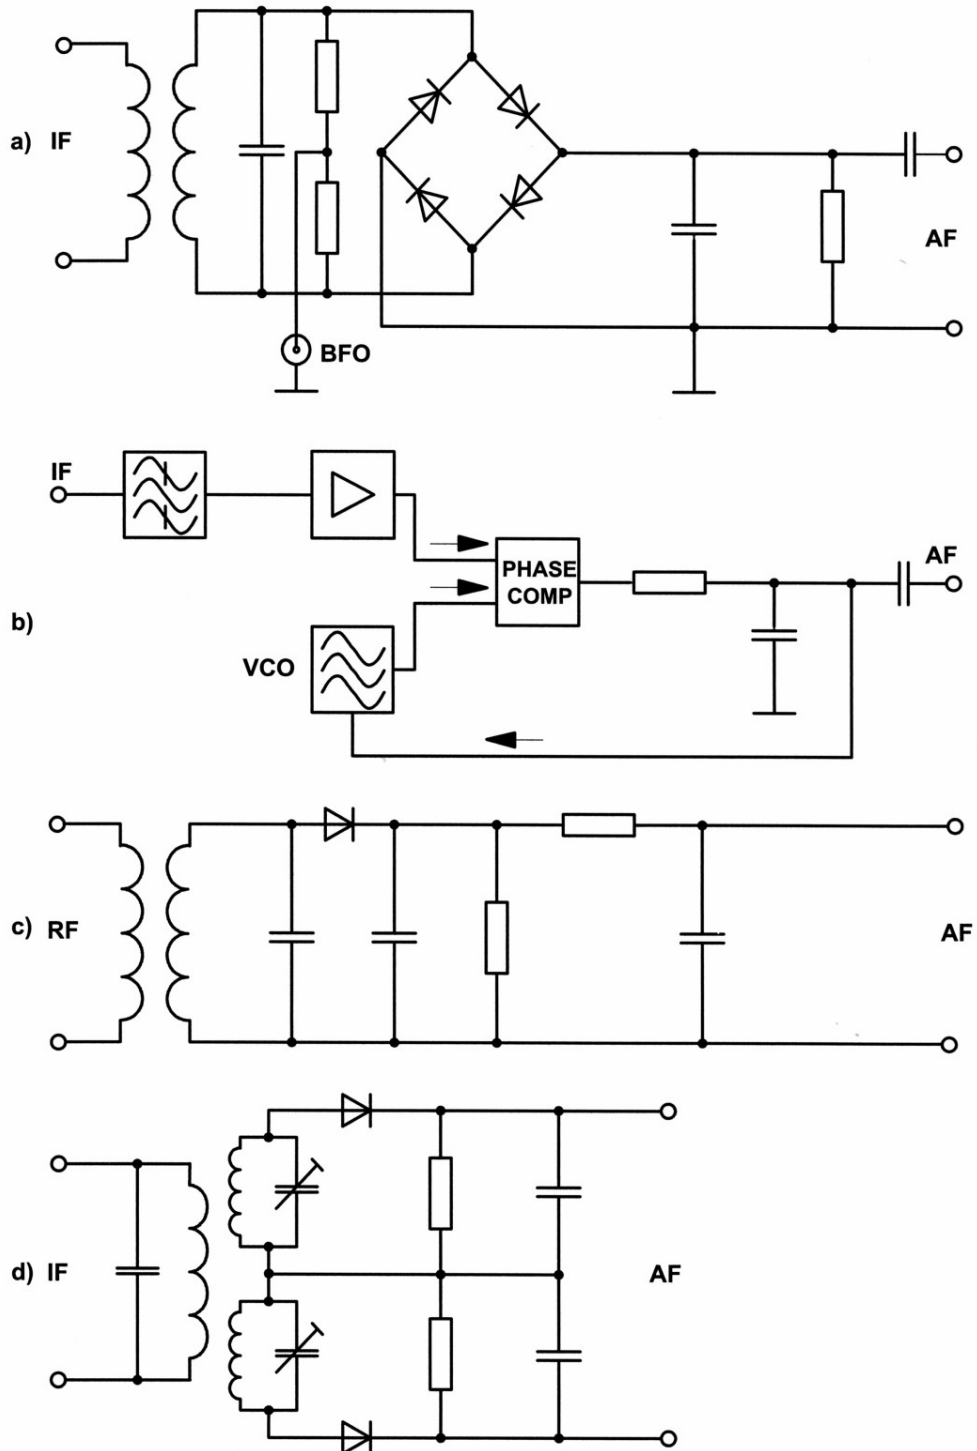 a) IF
AF
BFO
IF
AF
PHASE
COMP
b)
VCO
c) RF
AF
d) IF
AF